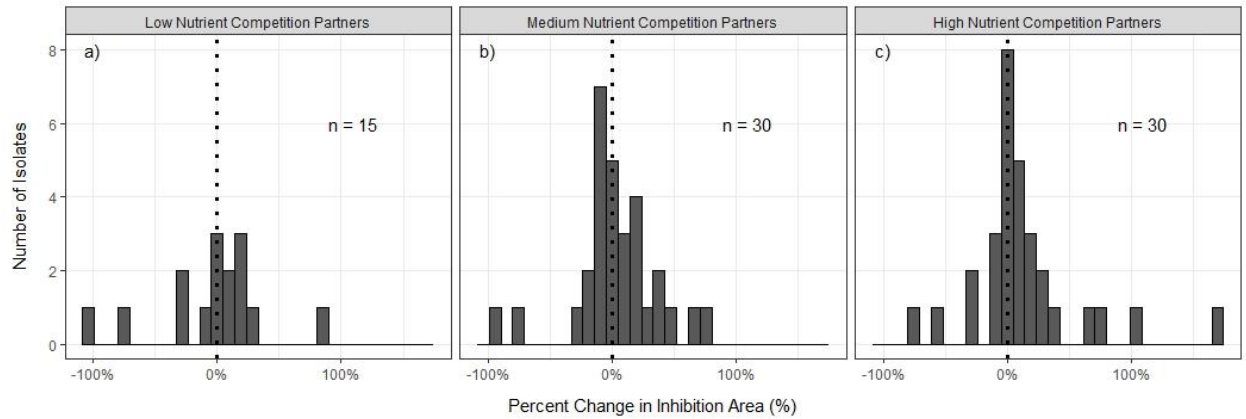 Low Nutrient Competition Partners
Medium Nutrient Competition Partners
High Nutrient Competition Partners
a)
b)
c)
n = 15
n = 30
n = 30
Number of Isolates
8
6
4
2
0
-100%
0%
100%
-100%
0%
100%
-100%
0%
100%
Percent Change in Inhibition Area (%)